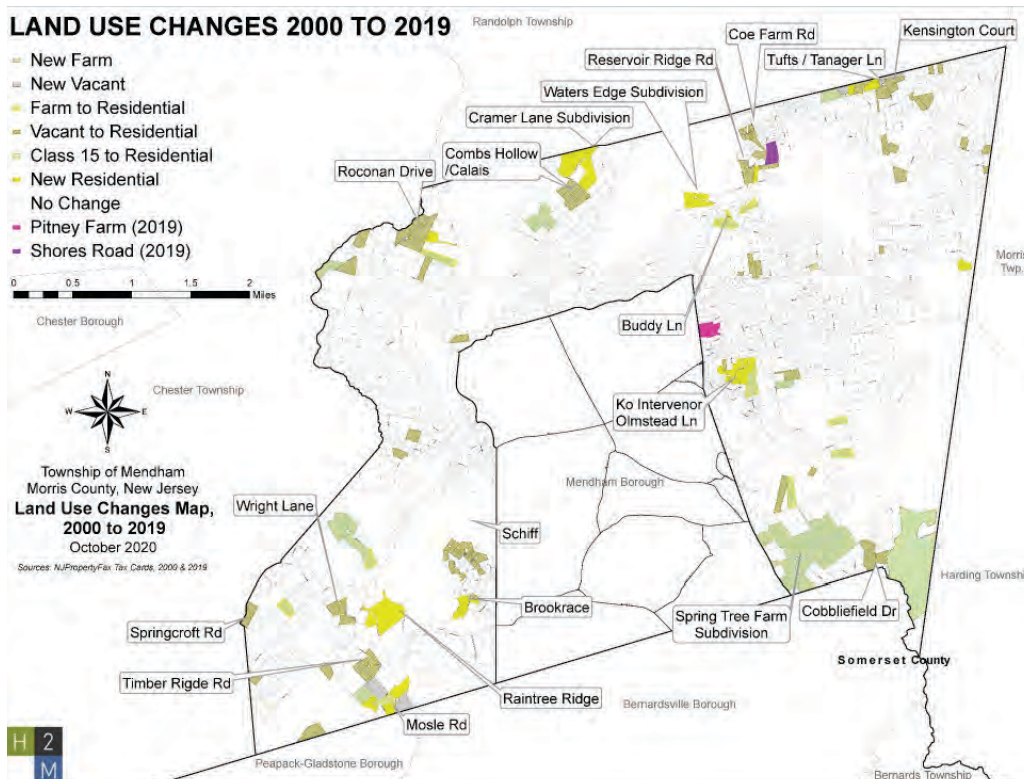 LAND USE CHANGES 2000 TO 2019
New Farm
New Vacant
Farm to Residential
Vacant to Residential
Class 15 to Residential
New Residential
No Change
Pitney Farm (2019)
Shores Road (2019)
0 0.5 1 1.5 2
Miles
Randolph Township
Coe Farm Rd
Kensington Court
Reservoir Ridge Rd
Tufts / Tanager Ln
Waters Edge Subdivision
Cramer Lane Subdivision
Combs Hollow
/Calais
Roconan Drive
Morris
Twp.
Chester Borough
Buddy Ln
Chester Township
N
W E
S
Ko Intervenor
Olmstead Ln
Township of Mendham
Morris County, New Jersey
Land Use Changes Map,
2000 to 2019
October 2020
Sources: NJPropertyFax Tax Cards, 2000 & 2019
Mendham Borough
Wright Lane
Schiff
Harding Township
Brookrace
Spring Tree Farm
Subdivision
Cobbliefield Dr
Springcroft Rd
Somerset County
Timber Rigde Rd
Raintree Ridge
Mosle Rd
Bernardsville Borough
H 2
M
Peapack-Gladstone Borough
Bernards Township